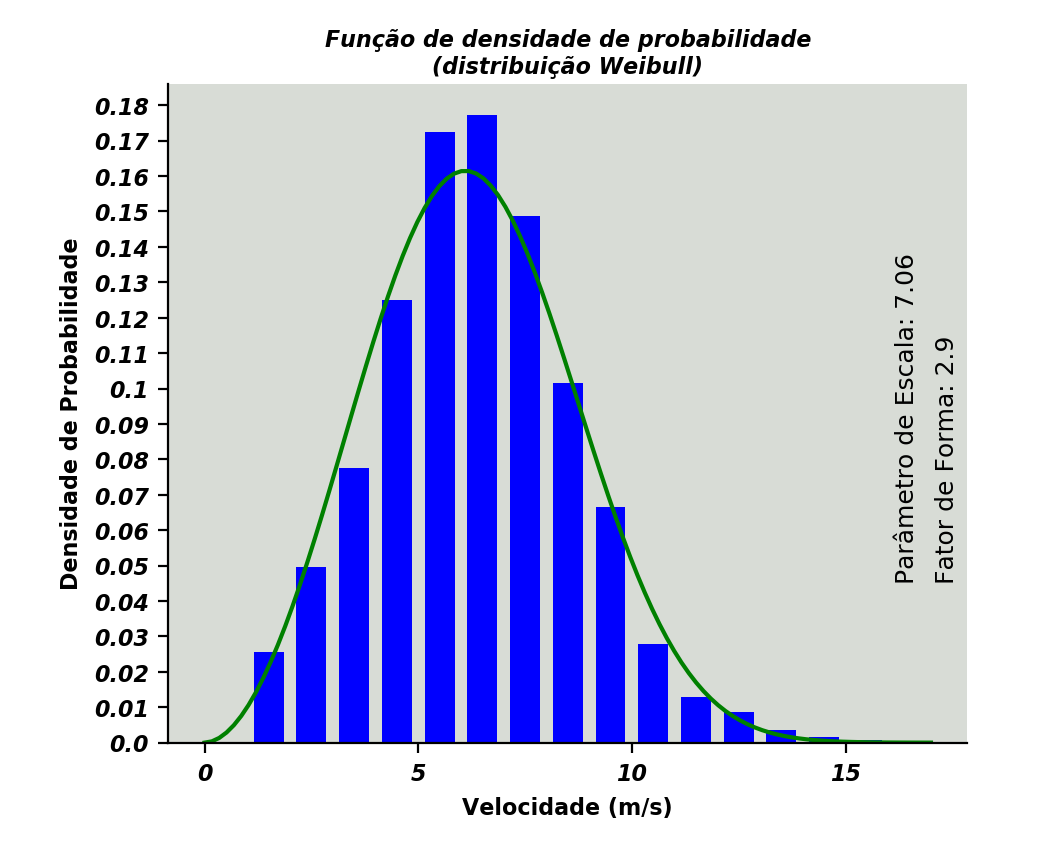 Função de densidade de probabilidade
(distribuição Weibull)
0.18
0.17
0.16
0.15
0.14
0.13
0.12
0.11
0.1
0.09
0.08
0.07
0.06
0.05
0.04
0.03
0.02
0.01
0.0
Densidade de Probabilidade
Parâmetro de Escala: 7.06
Fator de Forma: 2.9
0 5 10 15
Velocidade (m/s)